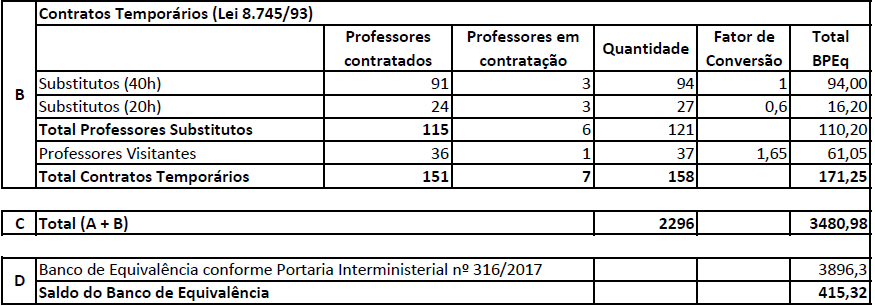 Contratos Temporários (Lei 8.745/93)
Professores contratados Professores em contratação Quantidade Fator de Conversão Total BPEq
B
Substitutos (40h) 91 3 94 1 94,00
Substitutos (20h) 24 3 27 0,6 16,20
Total Professores Substitutos 115 6 121 110,20
Professores Visitantes 36 1 37 1,65 61,05
Total Contratos Temporários 151 7 158 171,25
C Total (A + B) 2296 3480,98
D
Banco de Equivalência conforme Portaria Interministerial nº 316/2017 3896,3
Saldo do Banco de Equivalência 415,32